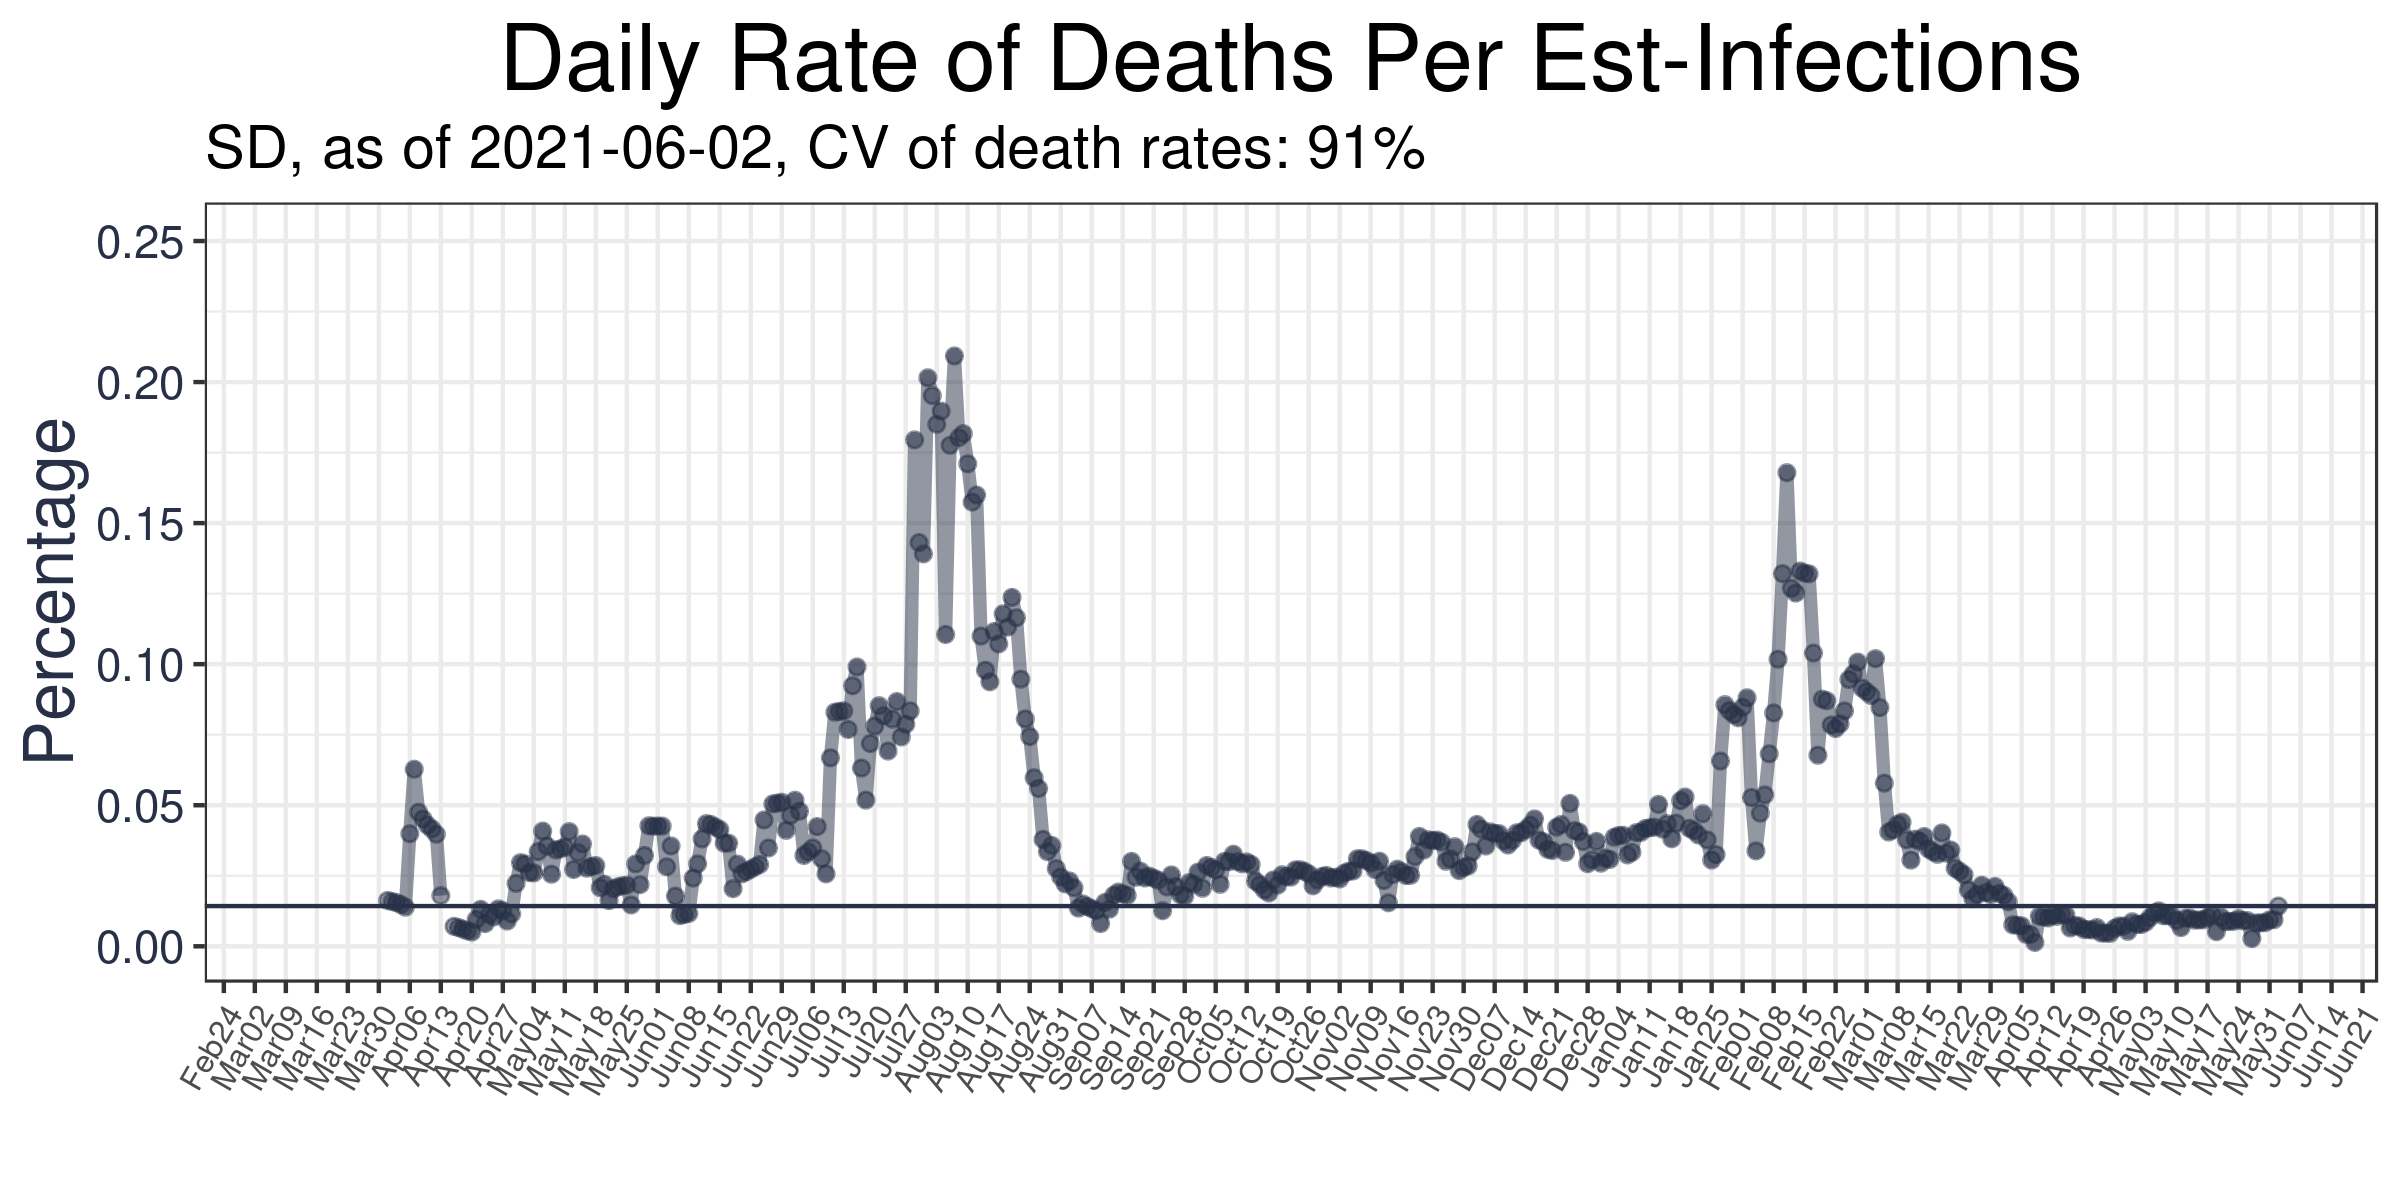 Daily Rate of Deaths Per Est-Infections
SD, as of 2021-06-02, CV of death rates: 91%
Percentage
0.25
0.20
0.15
0.10
0.05
0.00
Feb24
Mar02
Mar09
Mar16
Mar23
Mar30
Apr06
Apr13
Apr20
Apr27
May04
May11
May18
May25
Jun01
Jun08
Jun15
Jun22
Jun29
Jul06
Jul13
Jul20
Jul27
Aug03
Aug10
Aug17
Aug24
Aug31
Sep07
Sep14
Sep21
Sep28
Oct05
Oct12
Oct19
Oct26
Nov02
Nov09
Nov16
Nov23
Nov30
Dec07
Dec14
Dec21
Dec28
Jan04
Jan11
Jan18
Jan25
Feb01
Feb08
Feb15
Feb22
Mar01
Mar08
Mar15
Mar22
Mar29
Apr05
Apr12
Apr19
Apr26
May03
May10
May17
May24
May31
Jun07
Jun14
Jun21